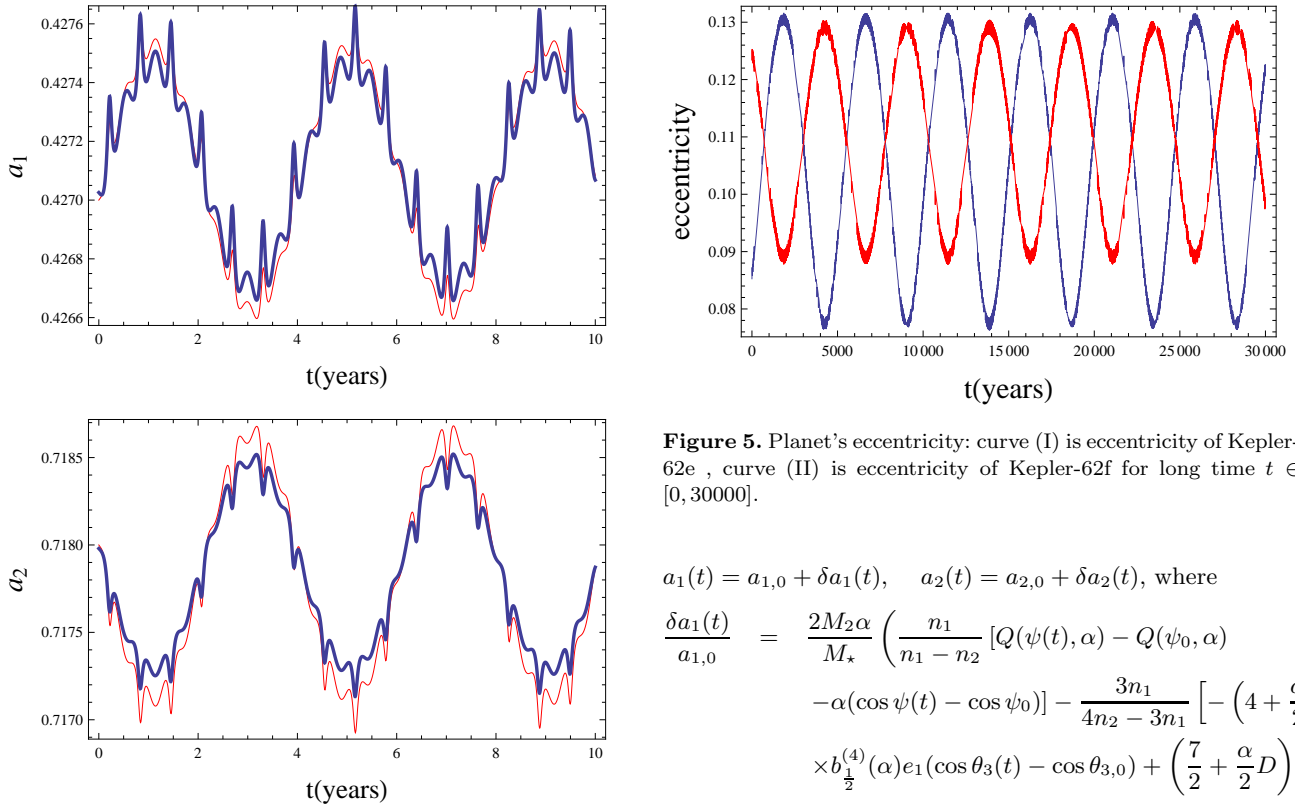 0.4276
0.4274
0.4272
0.4270
0.4268
0.4266
a₁
0 2 4 6 8 10
t(years)
0.7185
0.7180
0.7175
0.7170
a₂
0 2 4 6 8 10
t(years)
0.13
0.12
0.11
0.10
0.09
0.08
eccentricity
0 5000 10 000 15 000 20 000 25 000 30 000
t(years)
Figure 5. Planet's eccentricity: curve (I) is eccentricity of Kepler-
62e , curve (II) is eccentricity of Kepler-62f for long time t ∈
[0, 30000].
a₁(t) = a₁,₀ + δa₁(t), a₂(t) = a₂,₀ + δa₂(t), where
δa₁(t)/a₁,₀ = 2M₂α/M⋆ ( n₁/(n₁ − n₂) [Q(ψ(t), α) − Q(ψ₀, α)
−α(cos ψ(t) − cos ψ₀)] − 3n₁/(4n₂ − 3n₁) [ − ( 4 +
×b_{1/2}^{(4)}(α)e₁(cos θ₃(t) − cos θ₃,₀) + ( 7/2 + α/2 D )